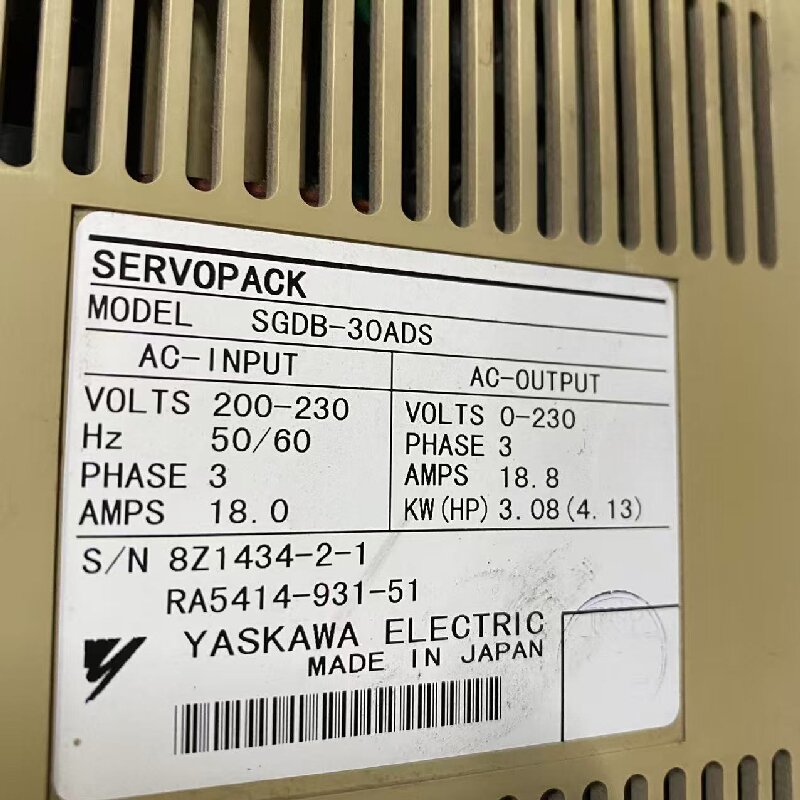 SERVOPACK
MODEL SGDB-30ADS
AC-INPUT
VOLTS 200-230
Hz 50/60
PHASE 3
AMPS 18.0
AC-OUTPUT
VOLTS 0-230
PHASE 3
AMPS 18.8
KW(HP) 3.08(4.13)
S/N 8Z1434-2-1
RA5414-931-51
YASKAWA ELECTRIC
MADE IN JAPAN